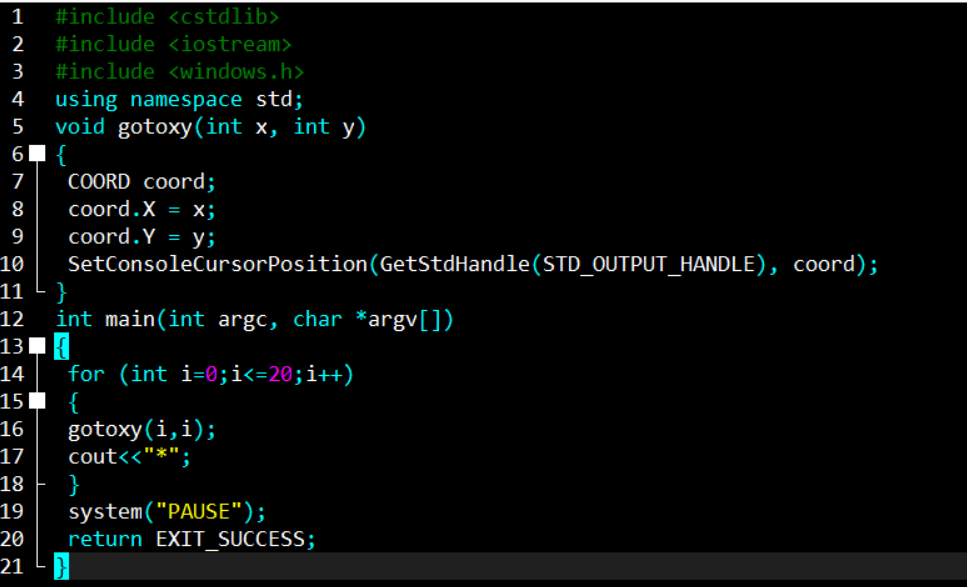 1 #include <cstdlib>
2 #include <iostream>
3 #include <windows.h>
4 using namespace std;
5 void gotoxy(int x, int y)
6 {
7 COORD coord;
8 coord.X = x;
9 coord.Y = y;
10 SetConsoleCursorPosition(GetStdHandle(STD_OUTPUT_HANDLE), coord);
11 }
12 int main(int argc, char *argv[])
13 {
14 for (int i=0;i<=20;i++)
15 {
16 gotoxy(i,i);
17 cout<<"*";
18 }
19 system("PAUSE");
20 return EXIT_SUCCESS;
21 }